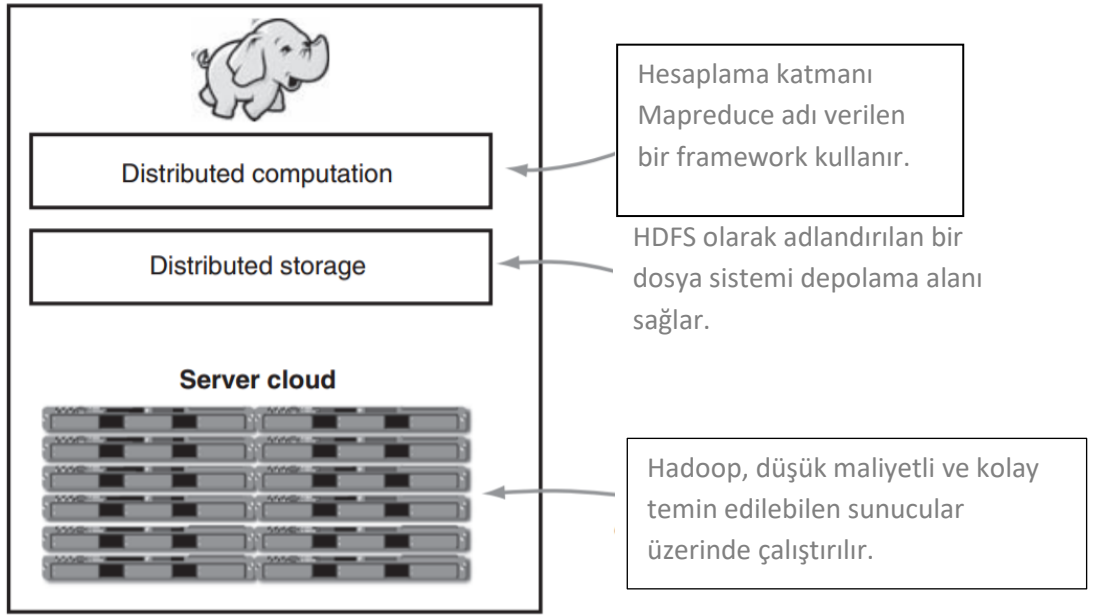 Distributed computation
Hesaplama katmanı
Mapreduce adı verilen
bir framework kullanır.
Distributed storage
HDFS olarak adlandırılan bir
dosya sistemi depolama alanı
sağlar.
Server cloud
Hadoop, düşük maliyetli ve kolay
temin edilebilen sunucular
üzerinde çalıştırılır.